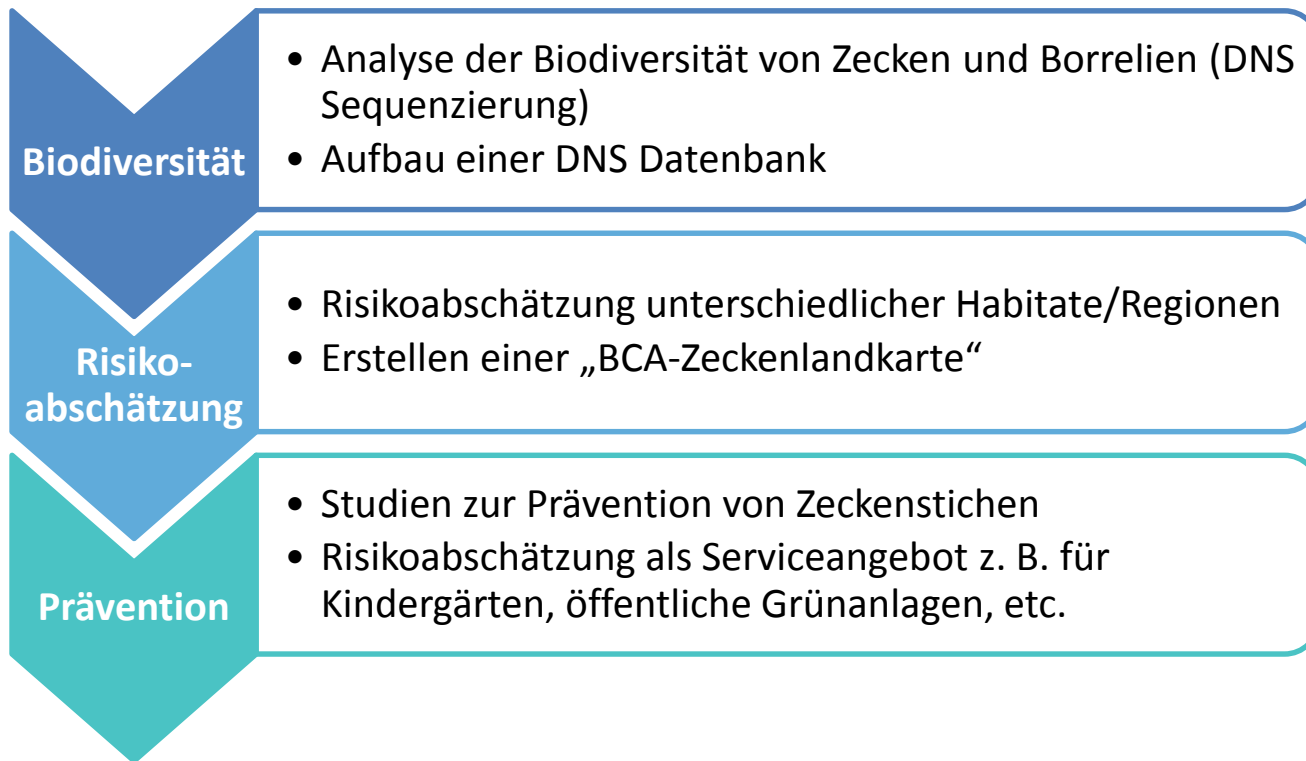 Biodiversität
• Analyse der Biodiversität von Zecken und Borrelien (DNS
Sequenzierung)
• Aufbau einer DNS Datenbank
Risiko-
abschätzung
• Risikoabschätzung unterschiedlicher Habitate/Regionen
• Erstellen einer „BCA-Zeckenlandkarte“
Prävention
• Studien zur Prävention von Zeckenstichen
• Risikoabschätzung als Serviceangebot z. B. für
Kindergärten, öffentliche Grünanlagen, etc.